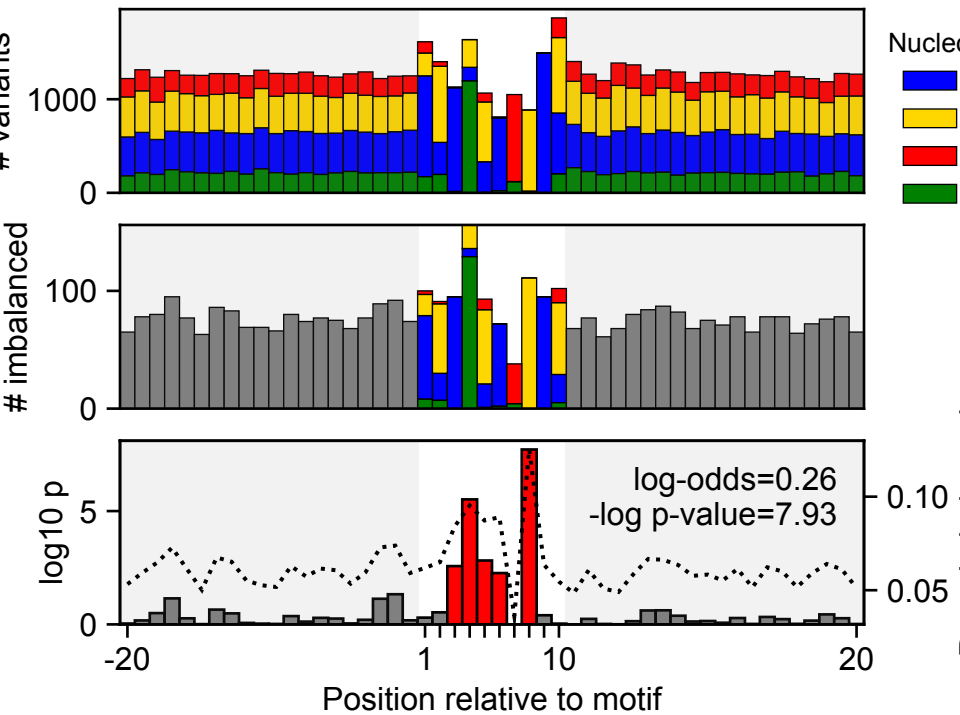 # variants
1000
0
Nucleo
# imbalanced
100
0
log10 p
5
0
log-odds=0.26
-log p-value=7.93
0.10
0.05
-20
1
10
20
Position relative to motif